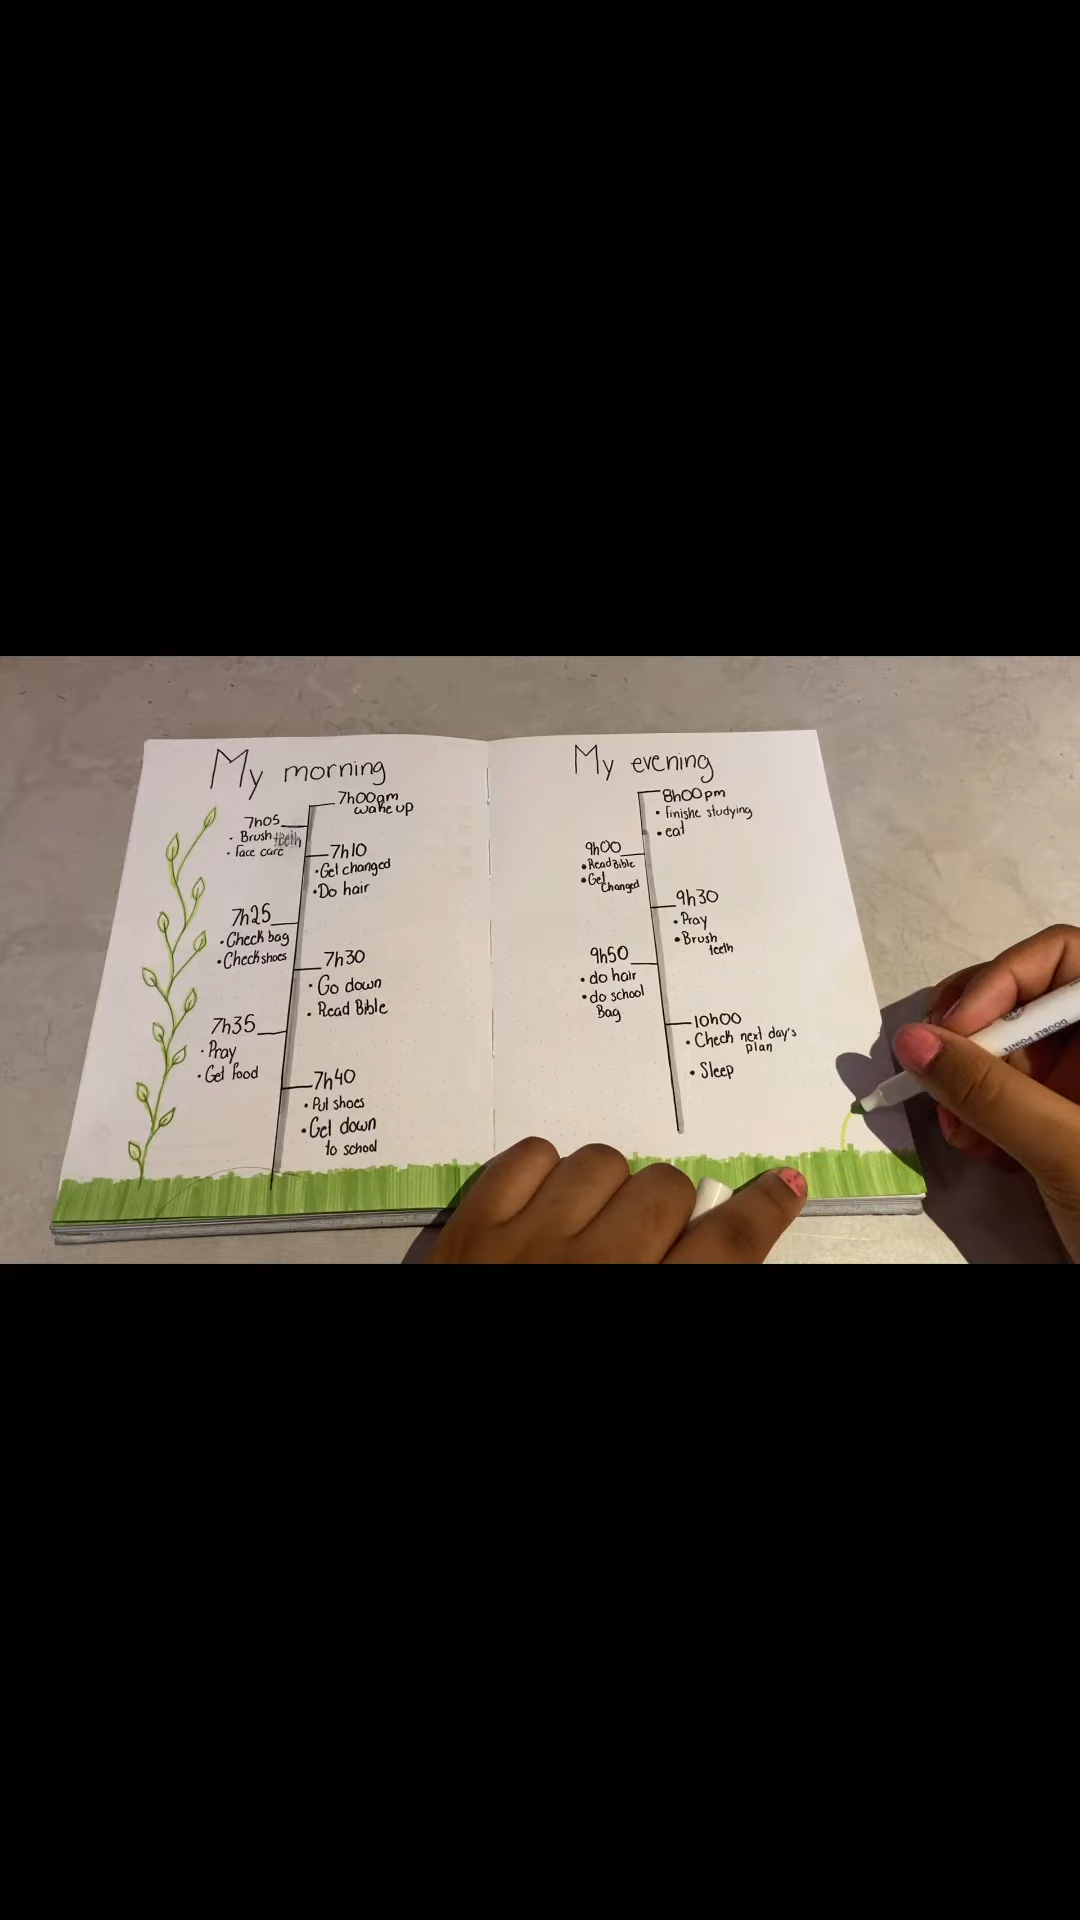 My morning
7h00am
wake up
7h05
• Brush teeth
• Face care
7h10
• Get changed
• Do hair
7h25
• Check bag
• Check shoes
7h30
• Go down
• Read Bible
7h35
• Pray
• Get food
7h40
• Put shoes
• Get down
to school
My evening
8h00pm
• finishe studying
• eat
9h00
• Read Bible
• Get
changed
9h30
• Pray
• Brush
teeth
9h50
• do hair
• do school
Bag
10h00
• Check next day's
plan
• Sleep
DOUBLE POINTE